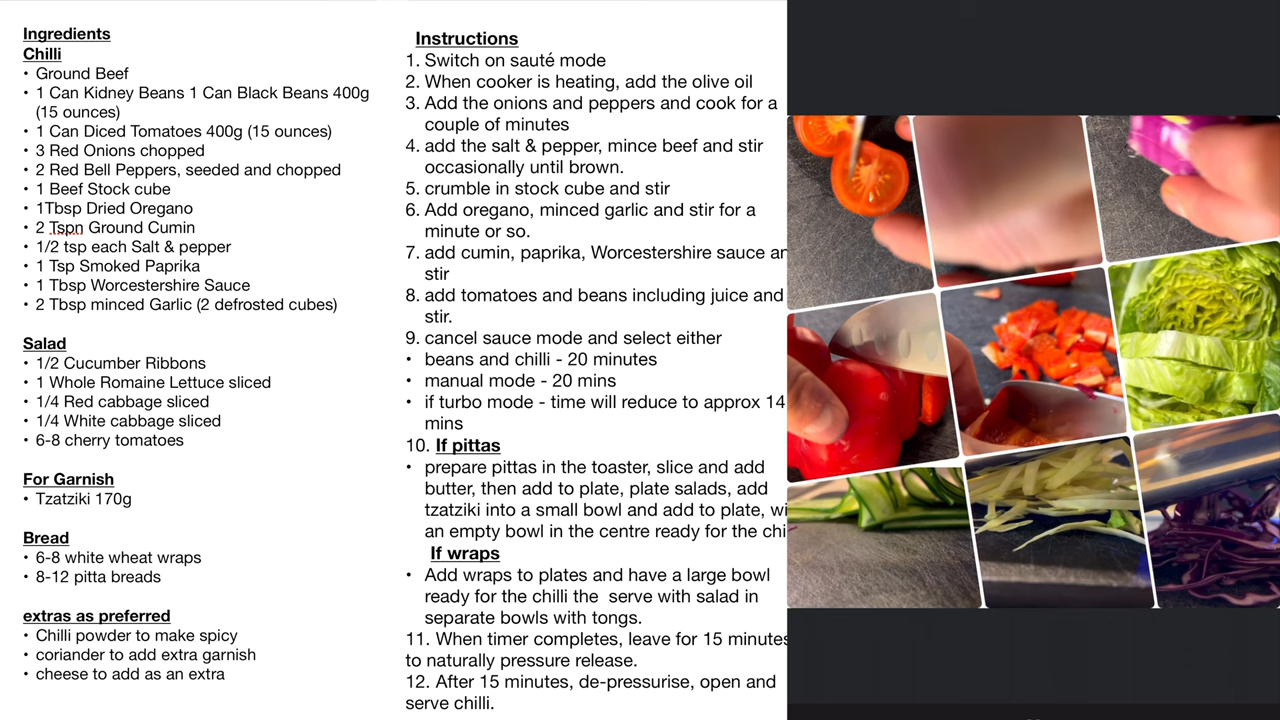 Ingredients
Chilli
• Ground Beef
• 1 Can Kidney Beans 1 Can Black Beans 400g
(15 ounces)
• 1 Can Diced Tomatoes 400g (15 ounces)
• 3 Red Onions chopped
• 2 Red Bell Peppers, seeded and chopped
• 1 Beef Stock cube
• 1Tbsp Dried Oregano
• 2 Tspn Ground Cumin
• 1/2 tsp each Salt & pepper
• 1 Tsp Smoked Paprika
• 1 Tbsp Worcestershire Sauce
• 2 Tbsp minced Garlic (2 defrosted cubes)
Salad
• 1/2 Cucumber Ribbons
• 1 Whole Romaine Lettuce sliced
• 1/4 Red cabbage sliced
• 1/4 White cabbage sliced
• 6-8 cherry tomatoes
For Garnish
• Tzatziki 170g
Bread
• 6-8 white wheat wraps
• 8-12 pitta breads
extras as preferred
• Chilli powder to make spicy
• coriander to add extra garnish
• cheese to add as an extra
Instructions
1. Switch on sauté mode
2. When cooker is heating, add the olive oil
3. Add the onions and peppers and cook for a
couple of minutes
4. add the salt & pepper, mince beef and stir
occasionally until brown.
5. crumble in stock cube and stir
6. Add oregano, minced garlic and stir for a
minute or so.
7. add cumin, paprika, Worcestershire sauce an
stir
8. add tomatoes and beans including juice and
stir.
9. cancel sauce mode and select either
• beans and chilli - 20 minutes
• manual mode - 20 mins
• if turbo mode - time will reduce to approx 14
mins
10. If pittas
• prepare pittas in the toaster, slice and add
butter, then add to plate, plate salads, add
tzatziki into a small bowl and add to plate, wi
an empty bowl in the centre ready for the chi
If wraps
• Add wraps to plates and have a large bowl
ready for the chilli the serve with salad in
separate bowls with tongs.
11. When timer completes, leave for 15 minutes
to naturally pressure release.
12. After 15 minutes, de-pressurise, open and
serve chilli.